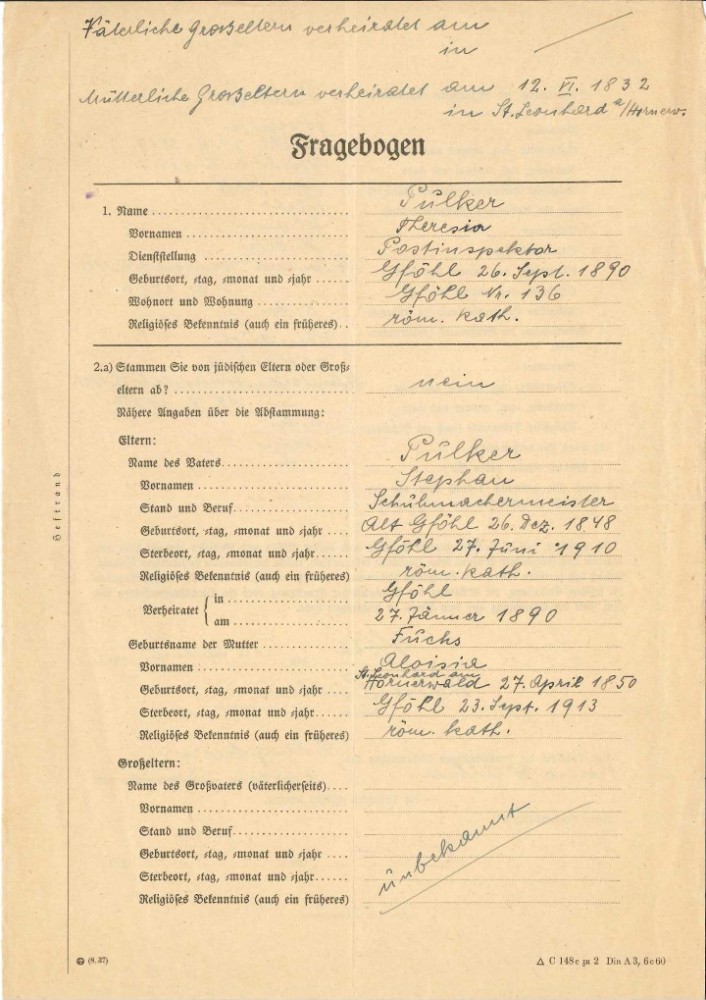 Väterliche Großeltern verheiratet am
in
Mütterliche Großeltern verheiratet am 12. VI. 1832
in St. Leonhard a/Hornerw.
Fragebogen
1. Name ........ Pulker
Vornamen ........ Theresia
Dienststellung ........ Postinspektor
Geburtsort, =tag, =monat und =jahr ...... Gföhl 26. Sept. 1890
Wohnort und Wohnung ........ Gföhl Nr. 136
Religiöses Bekenntnis (auch ein früheres) .. röm. kath.
2.a) Stammen Sie von jüdischen Eltern oder Groß=
eltern ab? ........ nein
Nähere Angaben über die Abstammung:
Eltern:
Name des Vaters ........ Pulker
Vornamen ........ Stephan
Stand und Beruf ........ Schuhmachermeister
Geburtsort, =tag, =monat und =jahr .... Alt Gföhl 26. Dez. 1848
Sterbeort, =tag, =monat und =jahr ...... Gföhl 27. Juni 1910
Religiöses Bekenntnis (auch ein früheres) röm. kath.
Verheiratet { in ........ Gföhl
am ........ 27. Jänner 1890
Geburtsname der Mutter ........ Fuchs
Vornamen ........ Aloisia
St. Leonhard am
Geburtsort, =tag, =monat und =jahr .... Hornerwald 27. April 1850
Sterbeort, =tag, =monat und =jahr ...... Gföhl 23. Sept. 1913
Religiöses Bekenntnis (auch ein früheres) röm. kath.
Großeltern:
Name des Großvaters (väterlicherseits) ....
Vornamen ........
Stand und Beruf ........
Geburtsort, =tag, =monat und =jahr ....
Sterbeort, =tag, =monat und =jahr ......
Religiöses Bekenntnis (auch ein früheres)
unbekannt
Heftrand
(8. 37)
C 148c zu 2 Din A 3, 6c60